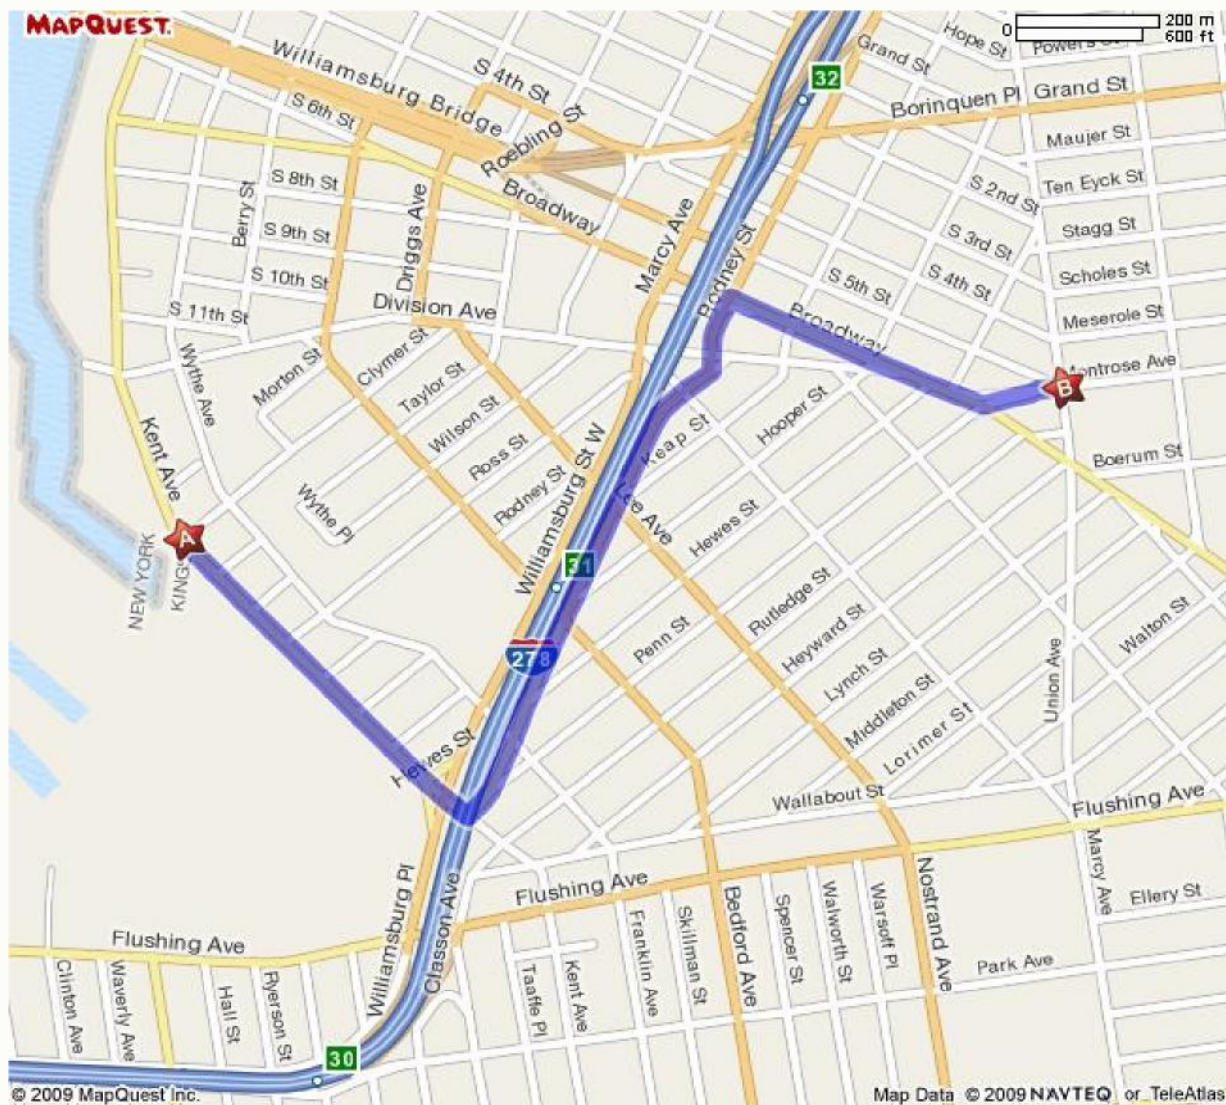 MAPQUEST.
0
200 m
600 ft
Hope St
Powers St
Grand St
32
Williamsburg Bridge
S 4th St
S 6th St
Roebling St
Borinquen Pl
Grand St
Maujer St
S 8th St
Berry St
S 9th St
Driggs Ave
Broadway
Marcy Ave
Rodney St
S 2nd St
Ten Eyck St
S 3rd St
Stagg St
S 10th St
S 11th St
Division Ave
S 5th St
S 4th St
Scholes St
Meserole St
Broadway
Montrose Ave
B
Wythe Ave
Morton St
Clymer St
Taylor St
Wilson St
Ross St
Rodney St
Wythe Pl
Kent Ave
A
NEW YORK
KING
Williamsburg St W
Keap St
Hooper St
Lee Ave
Hewes St
Boerum St
31
278
Penn St
Rutledge St
Heyward St
Lynch St
Middleton St
Lorimer St
Union Ave
Walton St
Hewes St
Wallabout St
Flushing Ave
Williamsburg Pl
Classon Ave
Flushing Ave
Flushing Ave
Clinton Ave
Waverly Ave
Hall St
Ryerson St
Taaffe Pl
Kent Ave
Franklin Ave
Skillman St
Bedford Ave
Spencer St
Walworth St
Warsoff Pl
Nostrand Ave
Marcy Ave
Ellery St
Park Ave
30
© 2009 MapQuest Inc.
Map Data © 2009 NAVTEQ or TeleAtlas